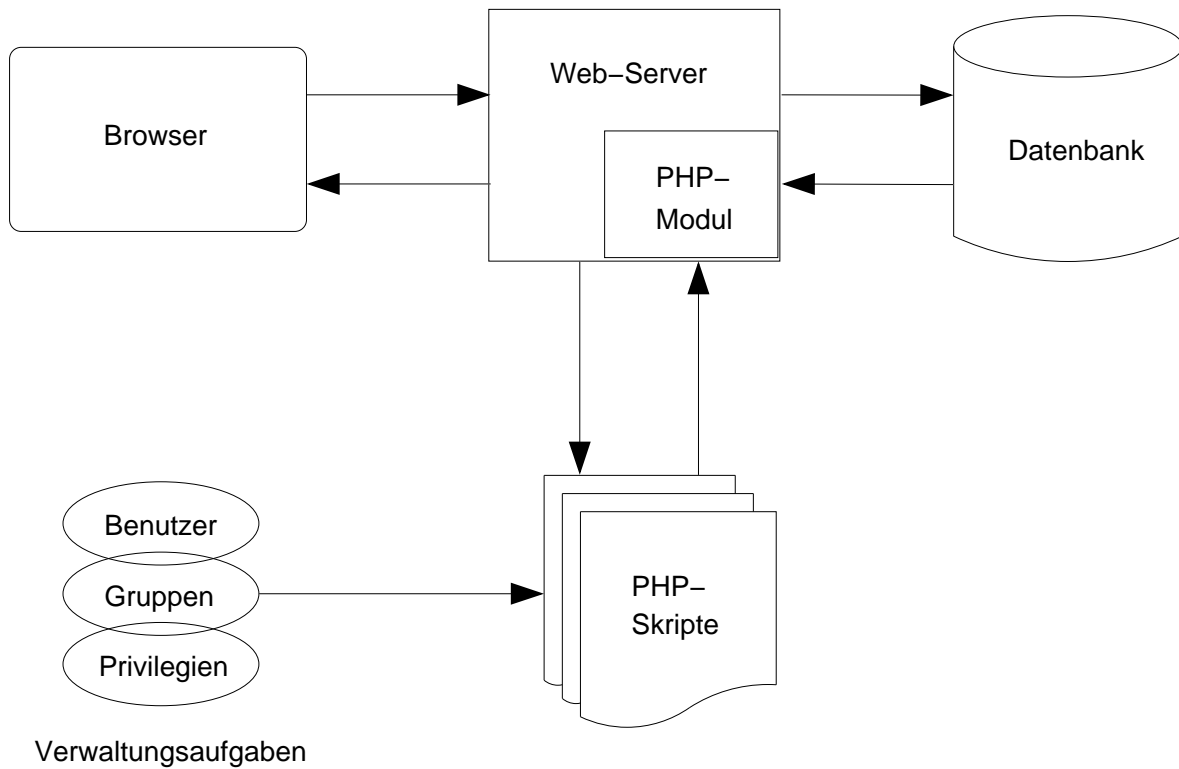 Web–Server
Browser
PHP–
Modul
Datenbank
Benutzer
Gruppen
Privilegien
PHP–
Skripte
Verwaltungsaufgaben